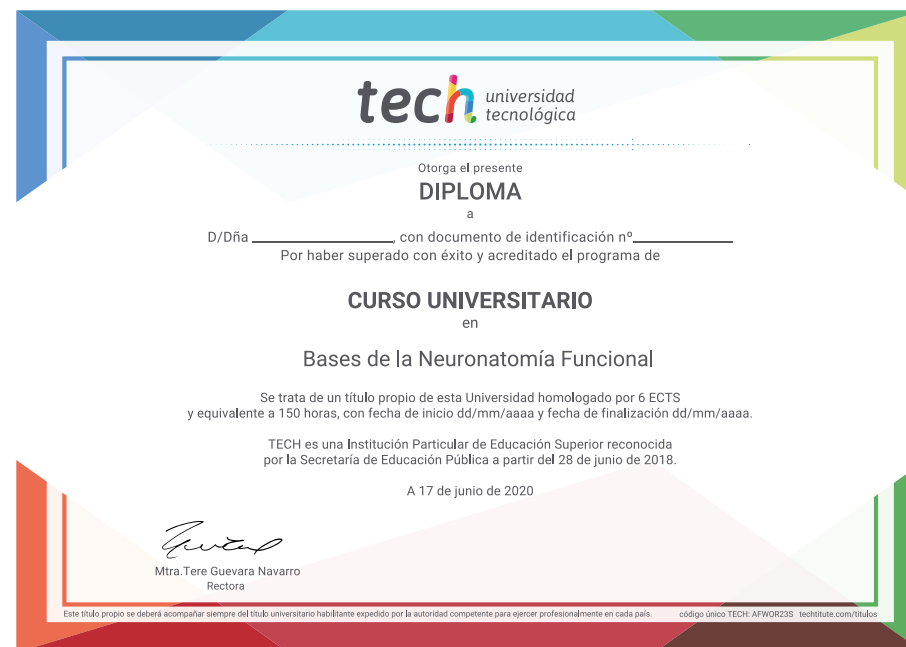 tech universidad
tecnológica
Otorga el presente
DIPLOMA
a
D/Dña ____________________, con documento de identificación nº______________
Por haber superado con éxito y acreditado el programa de
CURSO UNIVERSITARIO
en
Bases de la Neuronatomía Funcional
Se trata de un título propio de esta Universidad homologado por 6 ECTS
y equivalente a 150 horas, con fecha de inicio dd/mm/aaaa y fecha de finalización dd/mm/aaaa.
TECH es una Institución Particular de Educación Superior reconocida
por la Secretaría de Educación Pública a partir del 28 de junio de 2018.
A 17 de junio de 2020
Mtra.Tere Guevara Navarro
Rectora
Este título propio se deberá acompañar siempre del título universitario habilitante expedido por la autoridad competente para ejercer profesionalmente en cada país. código único TECH: AFWOR23S techtitute.com/títulos